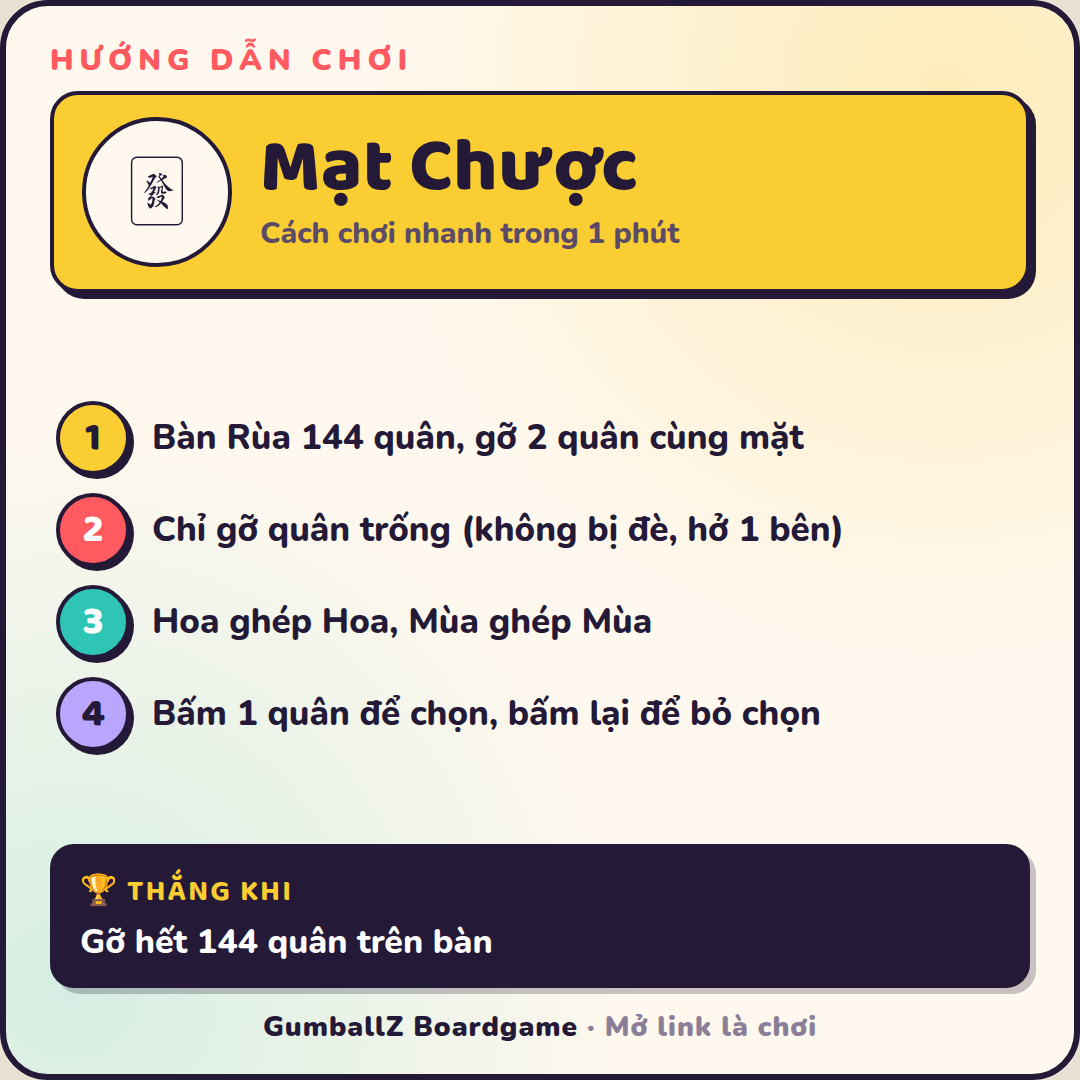 HƯỚNG DẪN CHƠI
發
Mạt Chược
Cách chơi nhanh trong 1 phút
1 Bàn Rùa 144 quân, gỡ 2 quân cùng mặt
2 Chỉ gỡ quân trống (không bị đè, hở 1 bên)
3 Hoa ghép Hoa, Mùa ghép Mùa
4 Bấm 1 quân để chọn, bấm lại để bỏ chọn
🏆 THẮNG KHI
Gỡ hết 144 quân trên bàn
GumballZ Boardgame · Mở link là chơi